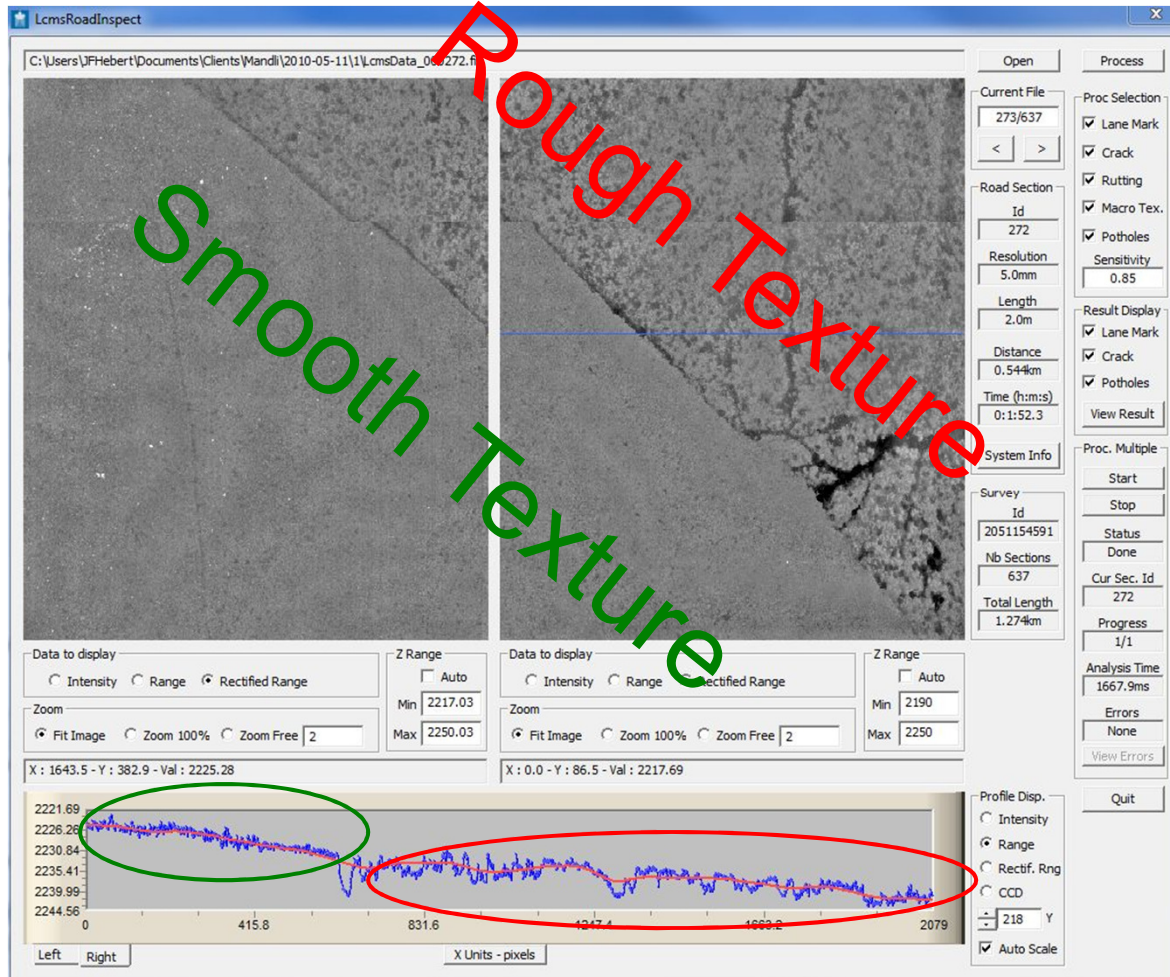 LcmsRoadInspect
C:\Users\JFHebert\Documents\Clients\Mandli\2010-05-11\1\LcmsData_000272.fi
Open
Process
Rough Texture
Smooth Texture
Current File
273/637
< >
Road Section
Id
272
Resolution
5.0mm
Length
2.0m
Distance
0.544km
Time (h:m:s)
0:1:52.3
System Info
Survey
Id
2051154591
Nb Sections
637
Total Length
1.274km
Proc Selection
Lane Mark
Crack
Rutting
Macro Tex.
Potholes
Sensitivity
0.85
Result Display
Lane Mark
Crack
Potholes
View Result
Proc. Multiple
Start
Stop
Status
Done
Cur Sec. Id
272
Progress
1/1
Analysis Time
1667.9ms
Errors
None
View Errors
Quit
Data to display
Intensity Range Rectified Range
Zoom
Fit Image Zoom 100% Zoom Free 2
Z Range
Auto
Min 2217.03
Max 2250.03
X : 1643.5 - Y : 382.9 - Val : 2225.28
Data to display
Intensity Range Rectified Range
Zoom
Fit Image Zoom 100% Zoom Free 2
Z Range
Auto
Min 2190
Max 2250
X : 0.0 - Y : 86.5 - Val : 2217.69
2221.69
2226.26
2230.84
2235.41
2239.99
2244.56
0 415.8 831.6 1247.4 1663.2 2079
Left Right
X Units - pixels
Profile Disp.
Intensity
Range
Rectif. Rng
CCD
218 Y
Auto Scale